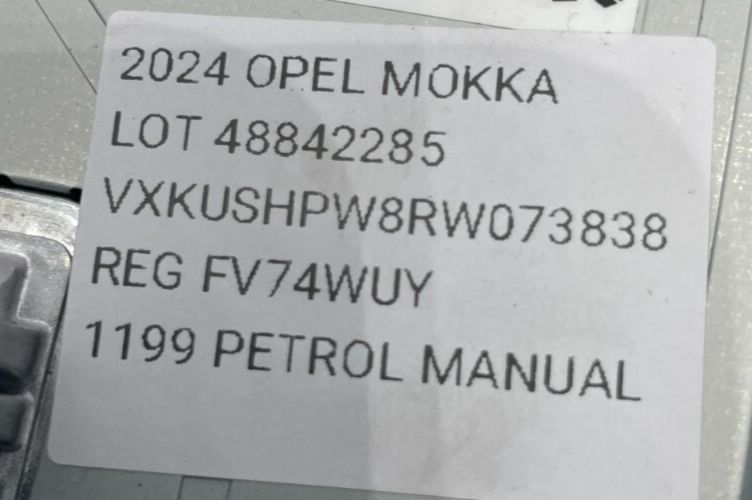 2024 OPEL MOKKA
LOT 48842285
VXKUSHPW8RW073838
REG FV74WUY
1199 PETROL MANUAL